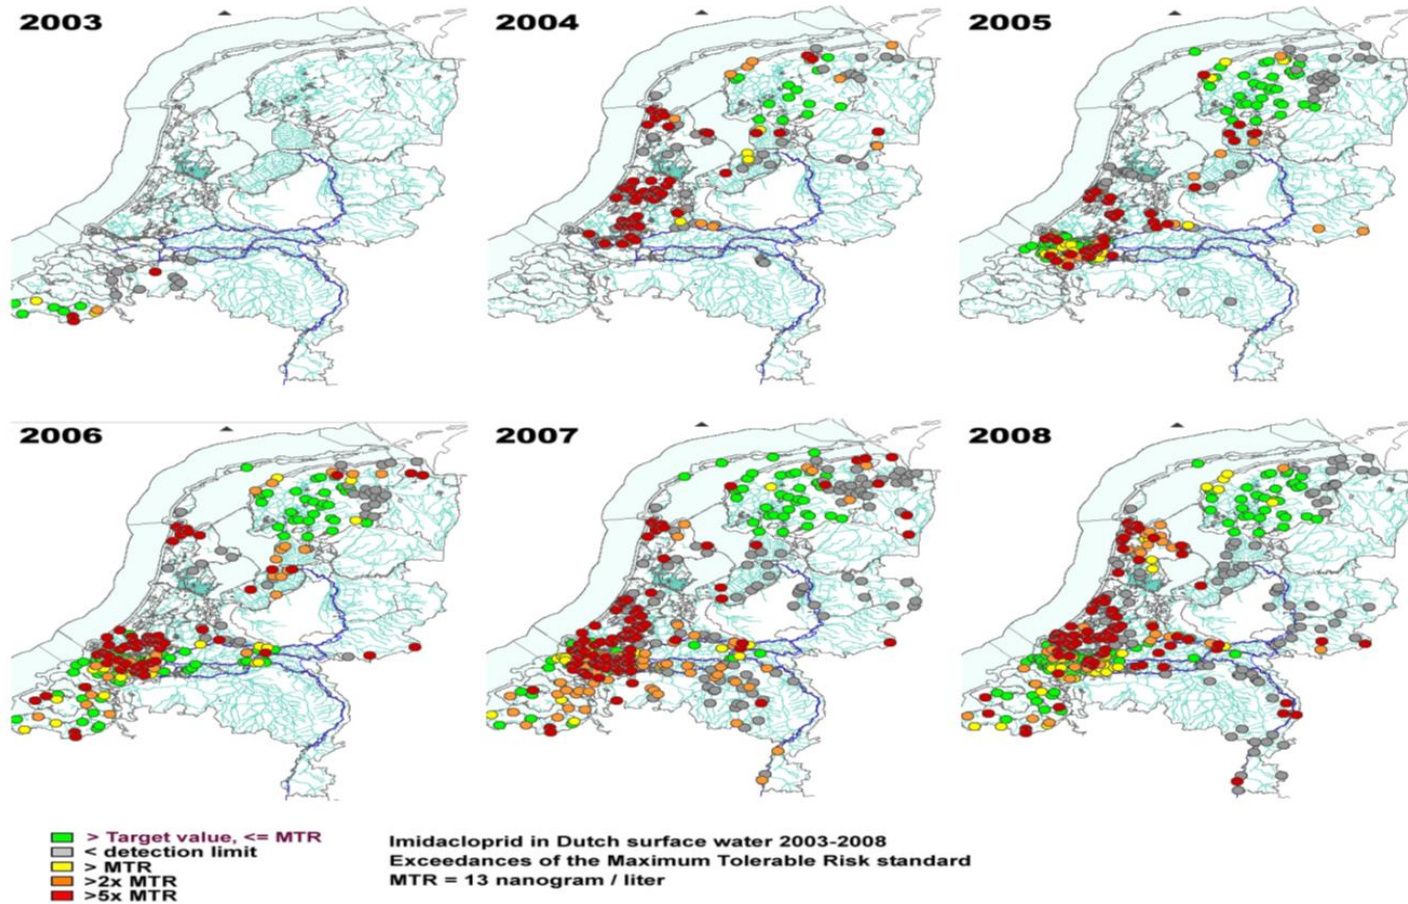 2003
2004
2005
2006
2007
2008
> Target value, <= MTR
< detection limit
> MTR
>2x MTR
>5x MTR
Imidacloprid in Dutch surface water 2003-2008
Exceedances of the Maximum Tolerable Risk standard
MTR = 13 nanogram / liter